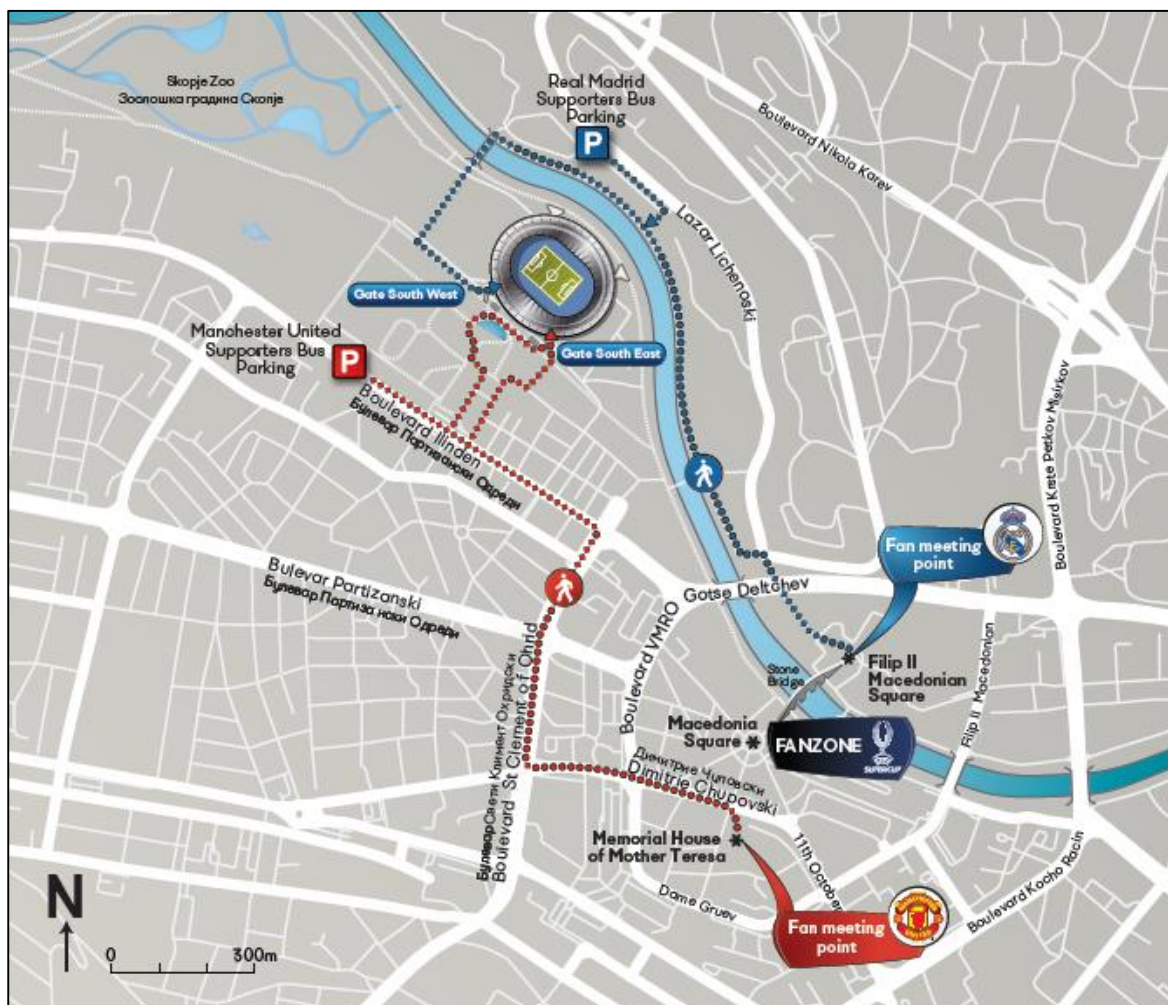 Skopje Zoo
Зоолошка градина Скопје
Real Madrid
Supporters Bus
Parking
P
Boulevard Nikola Karev
Lazar Lichenoski
Gate South West
Manchester United
Supporters Bus
Parking
P
Gate South East
Boulevard Ilinden
Булевар Партизански Одреди
Boulevard Krste Petkov Misirkov
Fan meeting
point
Bulevar Partizanski
Булевар Партиза нски Одреди
Gotse Deltchev
Boulevard VMRO
Stone
Bridge
Filip II
Macedonian
Square
Filip II Macedonian
Macedonia
Square
FANZONE
SUPERCUP
Булевар Свети Климент Охридски
Boulevard St Clement of Ohrid
Димитрие Чуповски
Dimitrie Chupovski
Memorial House
of Mother Teresa
11th October
Boulevard Kocho Racin
Dame Gruev
Fan meeting
point
N
0 300m